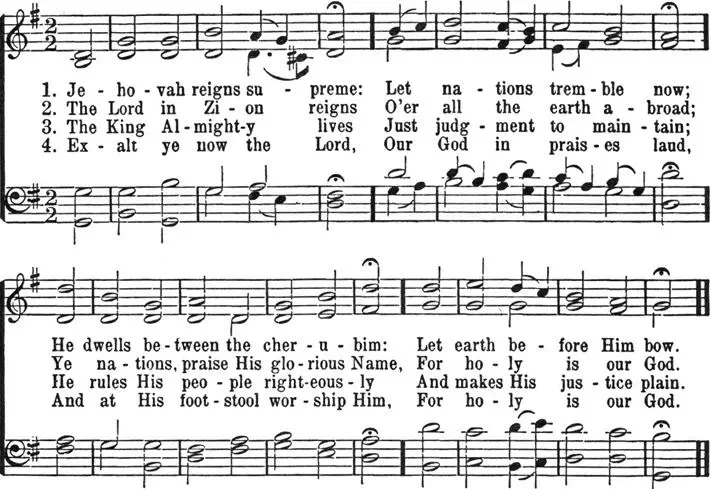 2
2
1. Je - ho - vah reigns su - preme: Let na - tions trem - ble now;
2. The Lord in Zi - on reigns O'er all the earth a - broad;
3. The King Al - might-y lives Just judg - ment to main - tain;
4. Ex - alt ye now the Lord, Our God in prais - es laud,
2
2
He dwells be - tween the cher - u - bim: Let earth be - fore Him bow.
Ye na - tions, praise His glo - rious Name, For ho - ly is our God.
He rules His peo - ple right-eous - ly And makes His jus - tice plain.
And at His foot - stool wor - ship Him, For ho - ly is our God.